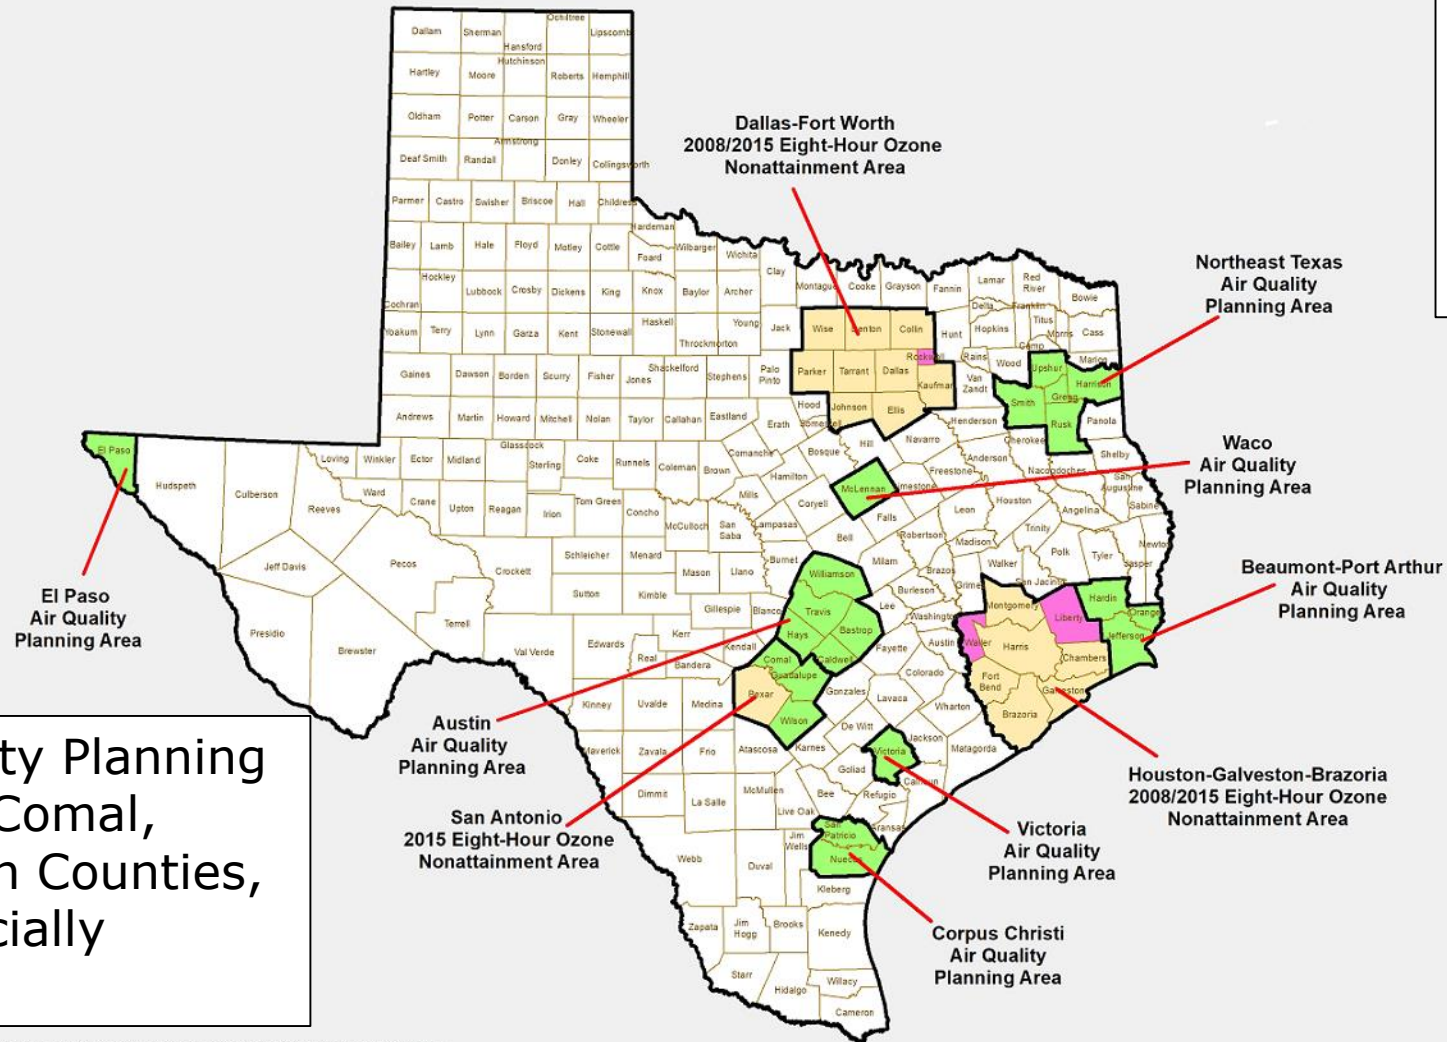 Dallam
Sherman
Hansford
Ochiltree
Lipscomb
Hartley
Moore
Hutchinson
Roberts
Hemphill
Oldham
Potter
Carson
Gray
Wheeler
Deaf Smith
Randall
Armstrong
Donley
Collingsworth
Parmer
Castro
Swisher
Briscoe
Hall
Childress
Bailey
Lamb
Hale
Floyd
Motley
Cottle
Hardeman
Foard
Wilbarger
Wichita
Clay
Montague
Cooke
Grayson
Fannin
Lamar
Red
River
Bowie
Cochran
Hockley
Lubbock
Crosby
Dickens
King
Knox
Baylor
Archer
Delta
Franklin
Titus
Morris
Cass
Yoakum
Terry
Lynn
Garza
Kent
Stonewall
Haskell
Throckmorton
Young
Jack
Wise
Denton
Collin
Hunt
Hopkins
Camp
Marion
Gaines
Dawson
Borden
Scurry
Fisher
Jones
Shackelford
Stephens
Palo
Pinto
Parker
Tarrant
Dallas
Rockwall
Kaufman
Rains
Wood
Van
Zandt
Upshur
Gregg
Harrison
Smith
Rusk
Panola
Andrews
Martin
Howard
Mitchell
Nolan
Taylor
Callahan
Eastland
Erath
Hood
Somervell
Johnson
Ellis
Henderson
Cherokee
El Paso
Hudspeth
Culberson
Loving
Winkler
Ector
Midland
Glasscock
Sterling
Coke
Runnels
Coleman
Brown
Comanche
Hamilton
Bosque
Hill
Navarro
Freestone
Anderson
Nacogdoches
Shelby
San
Augustine
Sabine
Reeves
Ward
Crane
Upton
Reagan
Irion
Tom Green
Concho
McCulloch
San
Saba
Mills
Lampasas
Coryell
McLennan
Limestone
Falls
Bell
Leon
Houston
Angelina
Trinity
Robertson
Madison
Walker
Polk
Tyler
Jasper
Newton
Jeff Davis
Pecos
Crockett
Schleicher
Menard
Mason
Llano
Burnet
Williamson
Milam
Brazos
Grimes
San Jacinto
Hardin
Orange
Presidio
Brewster
Terrell
Val Verde
Sutton
Kimble
Edwards
Gillespie
Kerr
Real
Bandera
Kendall
Blanco
Travis
Hays
Bastrop
Caldwell
Lee
Burleson
Washington
Fayette
Austin
Waller
Montgomery
Liberty
Harris
Chambers
Jefferson
Fort
Bend
Galveston
Brazoria
Kinney
Uvalde
Medina
Bexar
Comal
Guadalupe
Wilson
Gonzales
Lavaca
Colorado
Wharton
Matagorda
Maverick
Zavala
Frio
Atascosa
Karnes
De Witt
Jackson
Victoria
Goliad
Calhoun
Refugio
Bee
Dimmit
La Salle
McMullen
Live Oak
Aransas
San
Patricio
Nueces
Jim
Wells
Webb
Duval
Kleberg
Zapata
Jim
Hogg
Brooks
Kenedy
Starr
Hidalgo
Willacy
Cameron
Dallas-Fort Worth
2008/2015 Eight-Hour Ozone
Nonattainment Area
Northeast Texas
Air Quality
Planning Area
Waco
Air Quality
Planning Area
Beaumont-Port Arthur
Air Quality
Planning Area
Houston-Galveston-Brazoria
2008/2015 Eight-Hour Ozone
Nonattainment Area
Victoria
Air Quality
Planning Area
Corpus Christi
Air Quality
Planning Area
San Antonio
2015 Eight-Hour Ozone
Nonattainment Area
Austin
Air Quality
Planning Area
El Paso
Air Quality
Planning Area
ty Planning
Comal,
n Counties,
cially